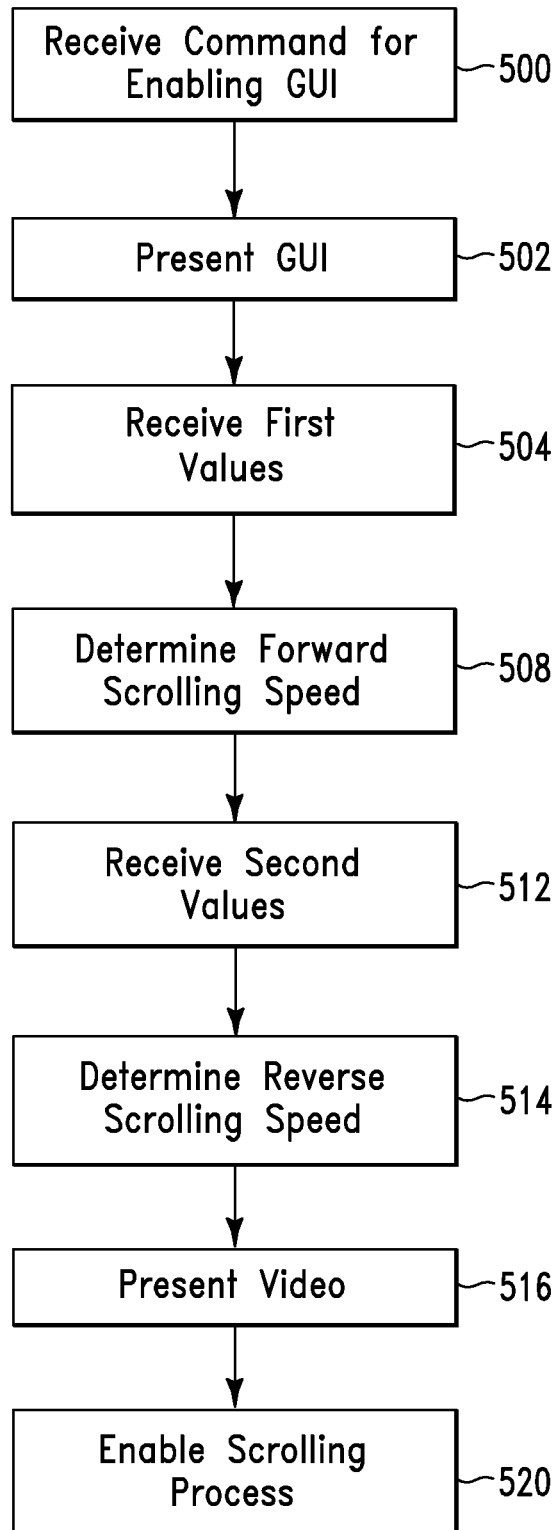 Receive Command for
Enabling GUI
500
Present GUI
502
Receive First
Values
504
Determine Forward
Scrolling Speed
508
Receive Second
Values
512
Determine Reverse
Scrolling Speed
514
Present Video
516
Enable Scrolling
Process
520